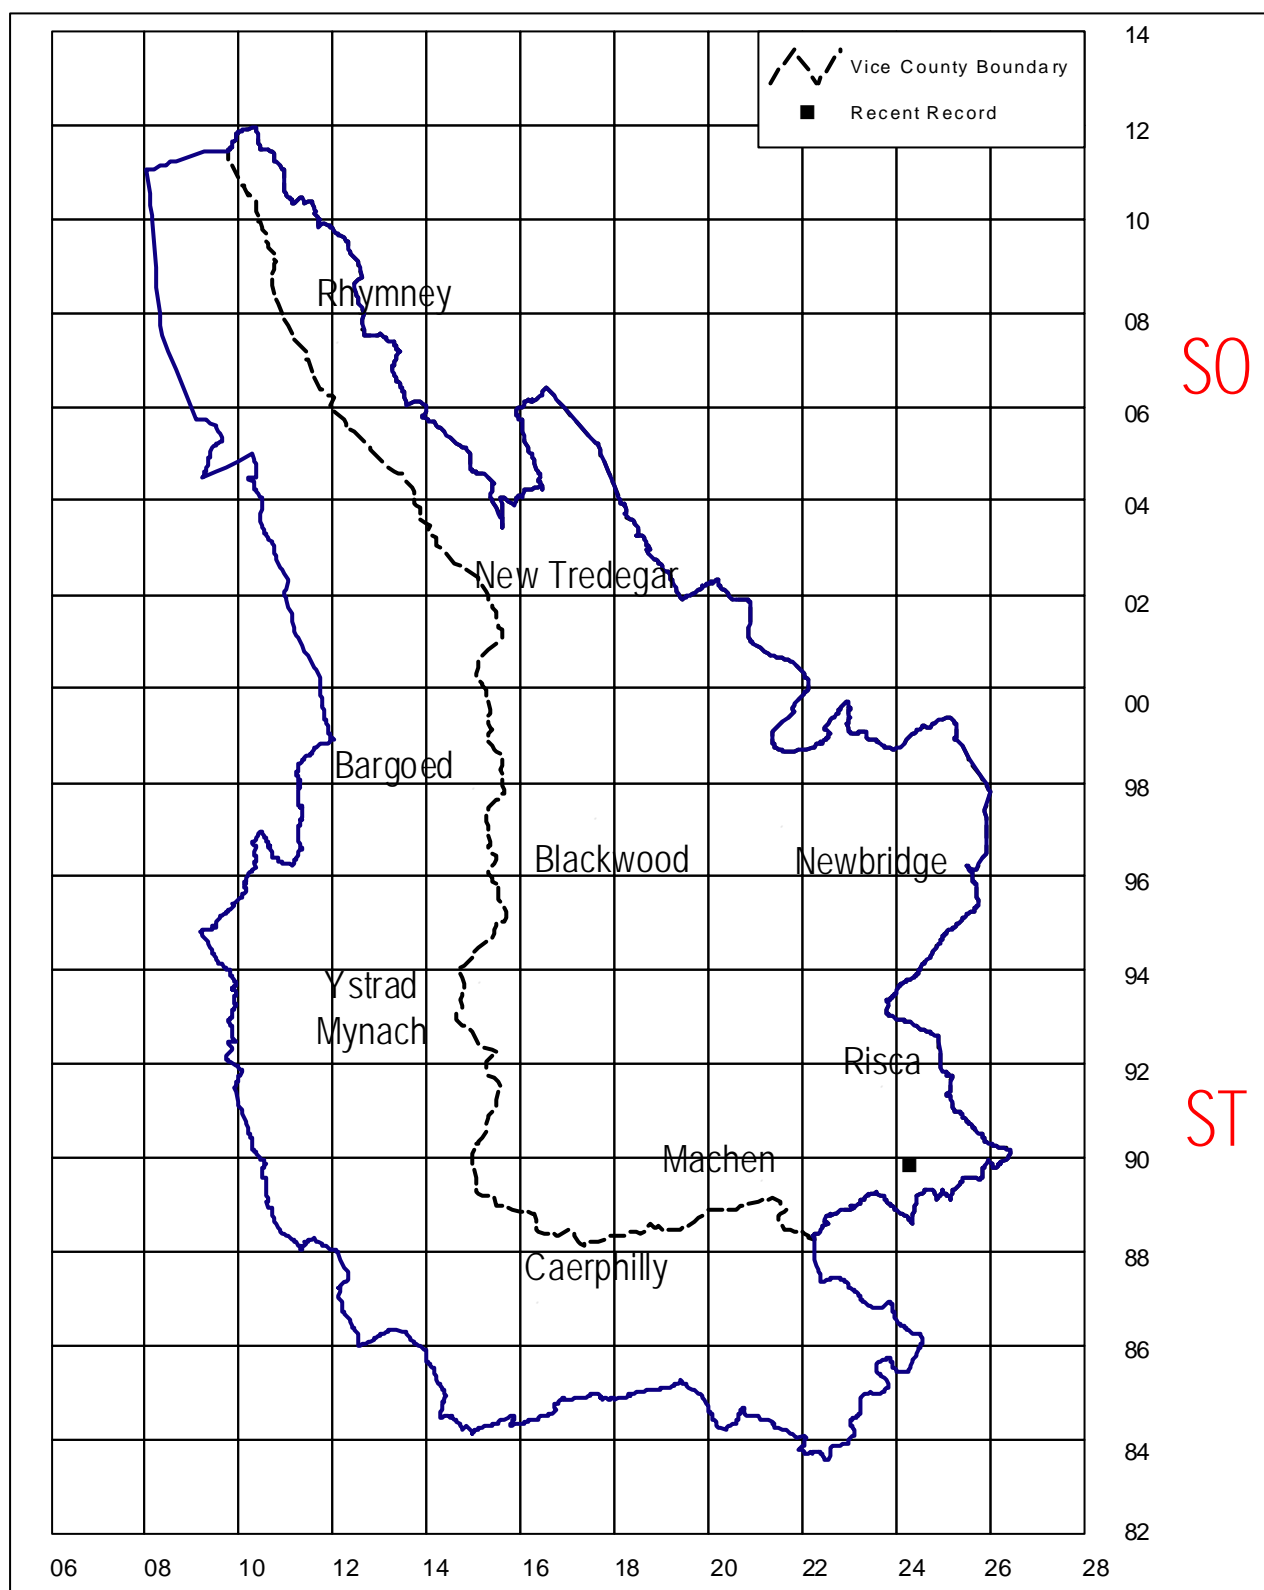 14
Vice County Boundary
Recent Record
12
10
Rhymney
08
SO
06
04
New Tredegar
02
00
Bargoed
98
Blackwood
Newbridge
96
Ystrad
Mynach
94
Risca
92
ST
Machen
90
Caerphilly
88
86
84
82
06 08 10 12 14 16 18 20 22 24 26 28